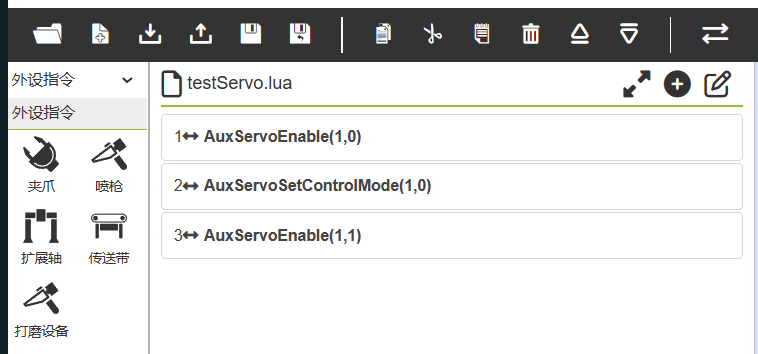 外设指令
外设指令
夹爪
喷枪
扩展轴
传送带
打磨设备
testServo.lua
1 AuxServoEnable(1,0)
2 AuxServoSetControlMode(1,0)
3 AuxServoEnable(1,1)